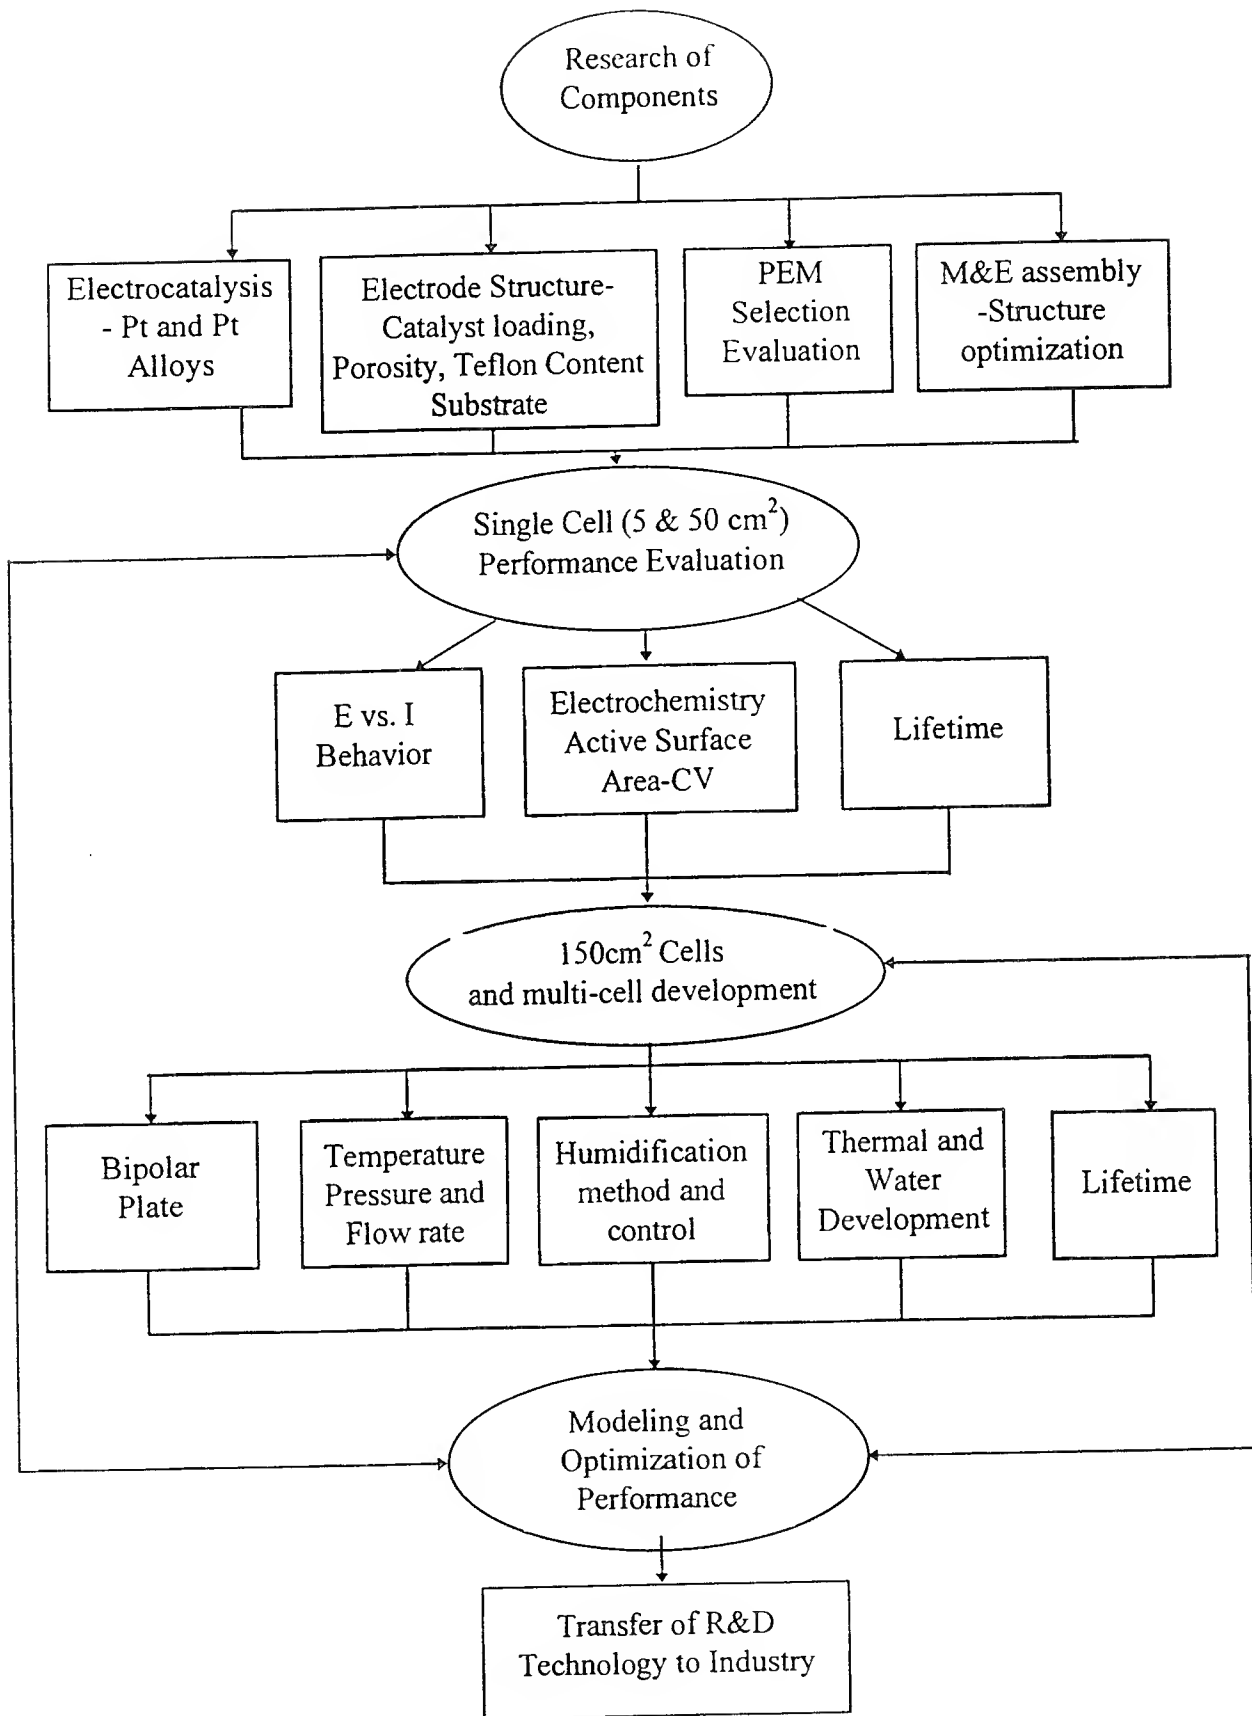 Research of
Components
Electrocatalysis
- Pt and Pt
Alloys
Electrode Structure-
Catalyst loading,
Porosity, Teflon Content
Substrate
PEM
Selection
Evaluation
M&E assembly
-Structure
optimization
Single Cell (5 & 50 cm²)
Performance Evaluation
E vs. I
Behavior
Electrochemistry
Active Surface
Area-CV
Lifetime
150cm² Cells
and multi-cell development
Bipolar
Plate
Temperature
Pressure and
Flow rate
Humidification
method and
control
Thermal and
Water
Development
Lifetime
Modeling and
Optimization of
Performance
Transfer of R&D
Technology to Industry